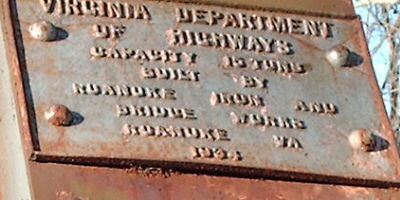 VIRGINIA DEPARTMENT
OF HIGHWAYS
CAPACITY 15 TONS
BUILT BY
ROANOKE IRON AND
BRIDGE WORKS
ROANOKE VA
1934